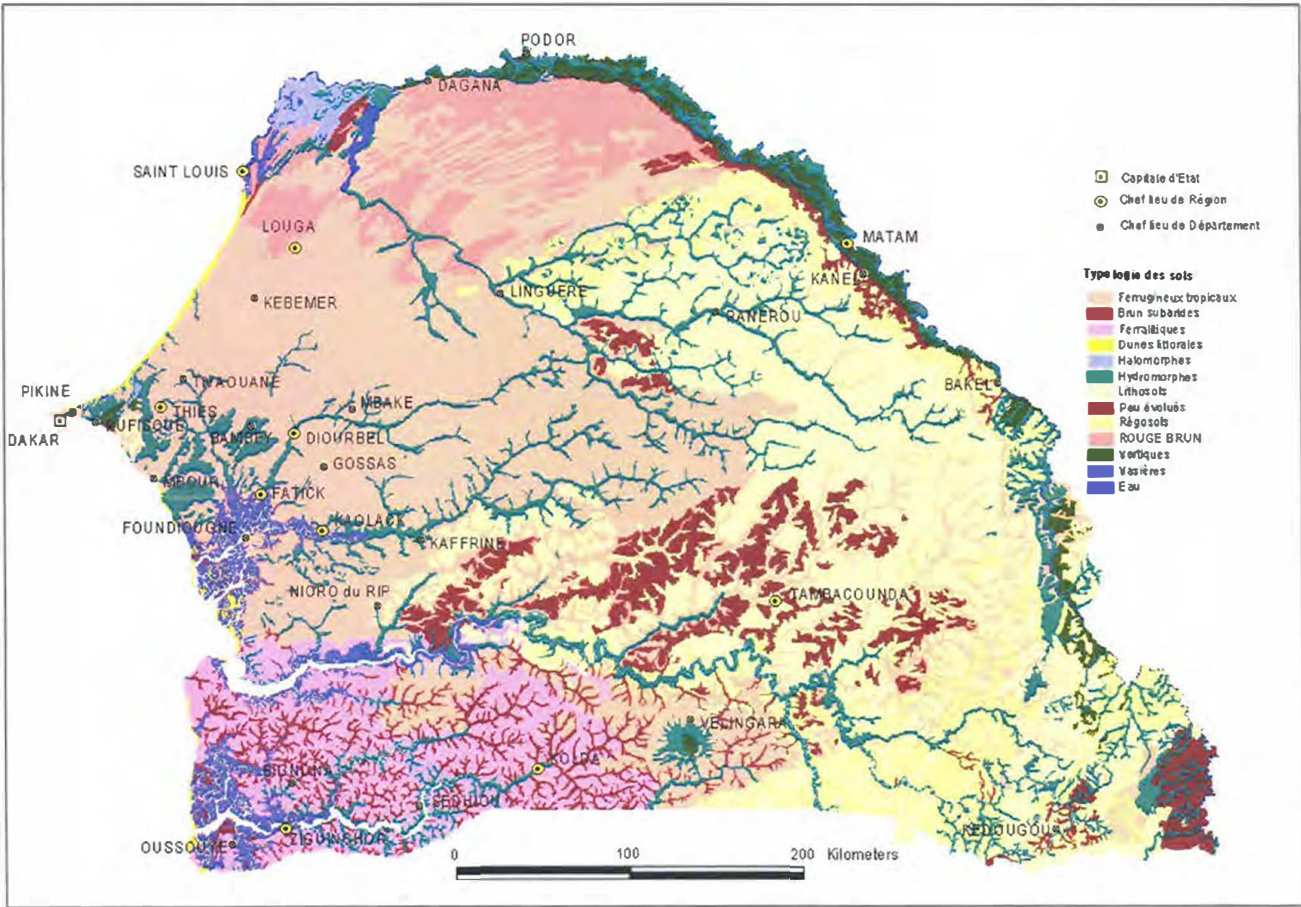 PODOR
DAGANA
SAINT LOUIS
LOUGA
MATAM
KANEL
KEBEMER
LINGUERE
RANEROU
TIVAOUANE
BAKEL
PIKINE
THIES
MBAKE
DAKAR
RUFISQUE
BAMBEY
DIOURBEL
GOSSAS
MBOUR
FATICK
FOUNDIOUGNE
KAOLACK
KAFFRINE
NIORO du RIP
TAMBACOUNDA
VELINGARA
BIGNONA
KOLDA
SEDHIOU
OUSSOUYE
ZIGUINSHOR
KEDOUGOU
Capitale d'Etat
Chef lieu de Région
Chef lieu de Département
Typologie des sols
Ferrugineux tropicaux
Brun subarides
Ferralitiques
Dunes littorales
Halomorphes
Hydromorphes
Lithosols
Peu évolués
Régosols
ROUGE BRUN
Vertiques
Vasières
Eau
0 100 200 Kilometers